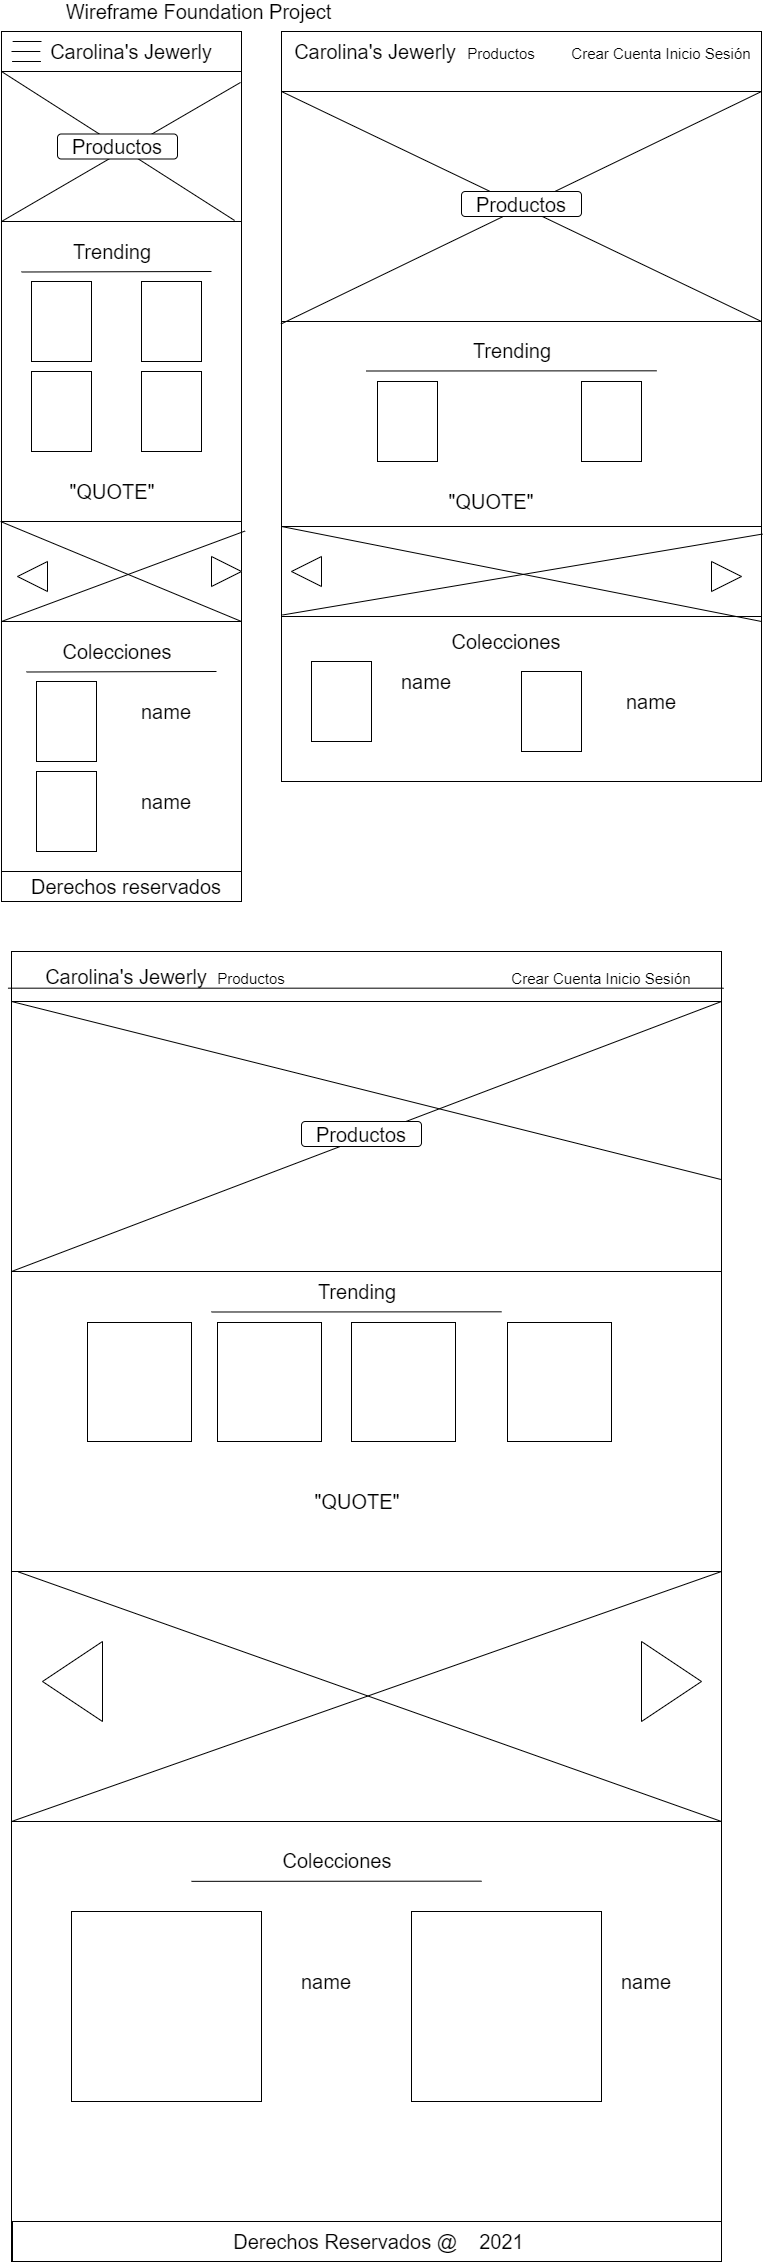 Wireframe Foundation Project
Carolina's Jewerly
Productos
Trending
"QUOTE"
Colecciones
name
name
Derechos reservados
Carolina's Jewerly Productos Crear Cuenta Inicio Sesión
Productos
Trending
"QUOTE"
Colecciones
name
name
Carolina's Jewerly Productos Crear Cuenta Inicio Sesión
Productos
Trending
"QUOTE"
Colecciones
name name
Derechos Reservados @ 2021